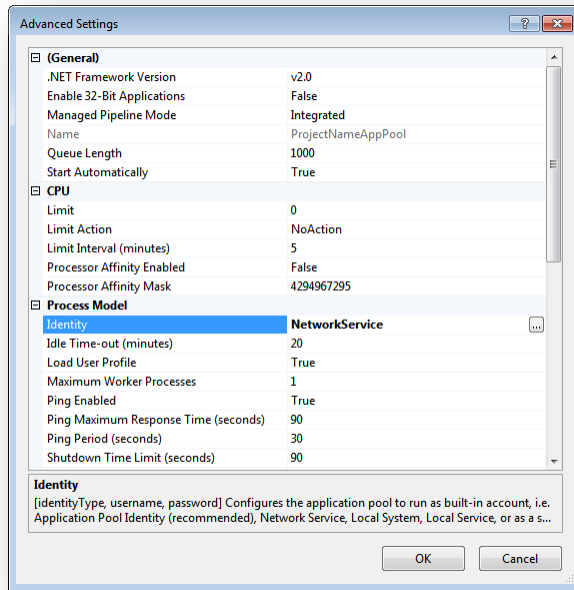 Advanced Settings
(General)
.NET Framework Version v2.0
Enable 32-Bit Applications False
Managed Pipeline Mode Integrated
Name ProjectNameAppPool
Queue Length 1000
Start Automatically True
CPU
Limit 0
Limit Action NoAction
Limit Interval (minutes) 5
Processor Affinity Enabled False
Processor Affinity Mask 4294967295
Process Model
Identity NetworkService ...
Idle Time-out (minutes) 20
Load User Profile True
Maximum Worker Processes 1
Ping Enabled True
Ping Maximum Response Time (seconds) 90
Ping Period (seconds) 30
Shutdown Time Limit (seconds) 90
Identity
[identityType, username, password] Configures the application pool to run as built-in account, i.e.
Application Pool Identity (recommended), Network Service, Local System, Local Service, or as a s...
OK Cancel